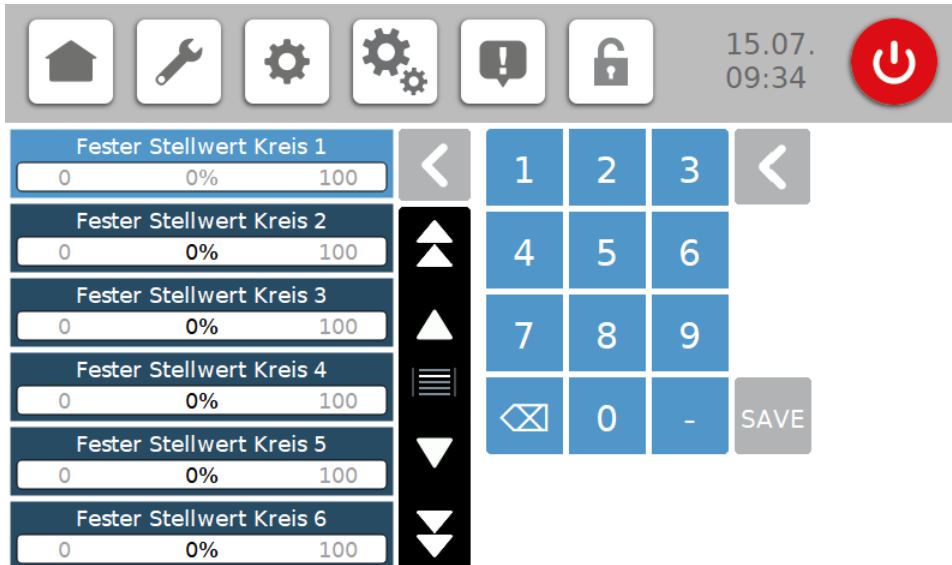 15.07.
09:34
Fester Stellwert Kreis 1
0 0% 100
Fester Stellwert Kreis 2
0 0% 100
Fester Stellwert Kreis 3
0 0% 100
Fester Stellwert Kreis 4
0 0% 100
Fester Stellwert Kreis 5
0 0% 100
Fester Stellwert Kreis 6
0 0% 100
1 2 3
4 5 6
7 8 9
⌫ 0 - SAVE